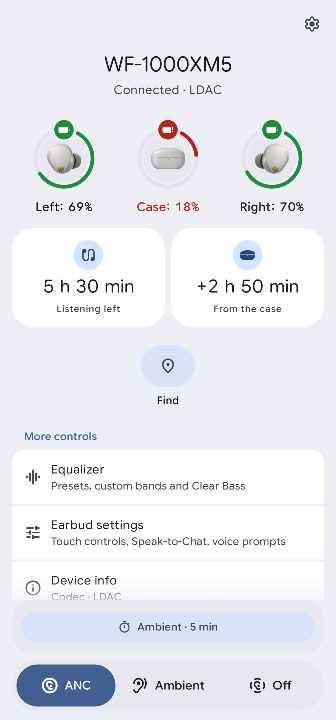 WF-1000XM5
Connected · LDAC
Left: 69%
Case: 18%
Right: 70%
5 h 30 min
Listening left
+2 h 50 min
From the case
Find
More controls
Equalizer
Presets, custom bands and Clear Bass
Earbud settings
Touch controls, Speak-to-Chat, voice prompts
Device info
Codec · LDAC
Ambient · 5 min
ANC
Ambient
Off